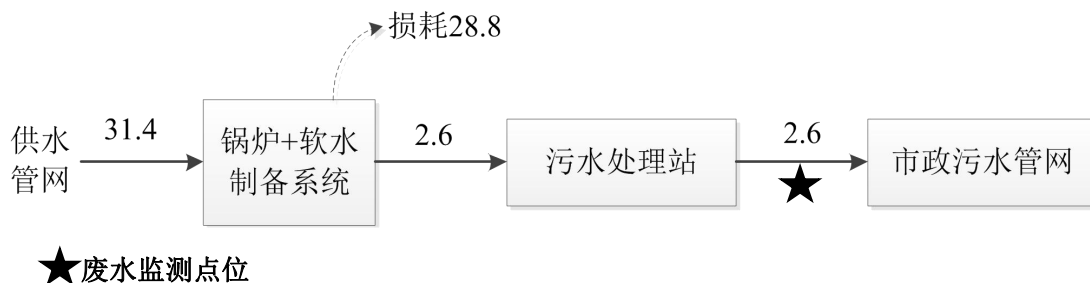 损耗28.8
供水
管网
31.4
锅炉+软水
制备系统
2.6
污水处理站
2.6
市政污水管网
★废水监测点位